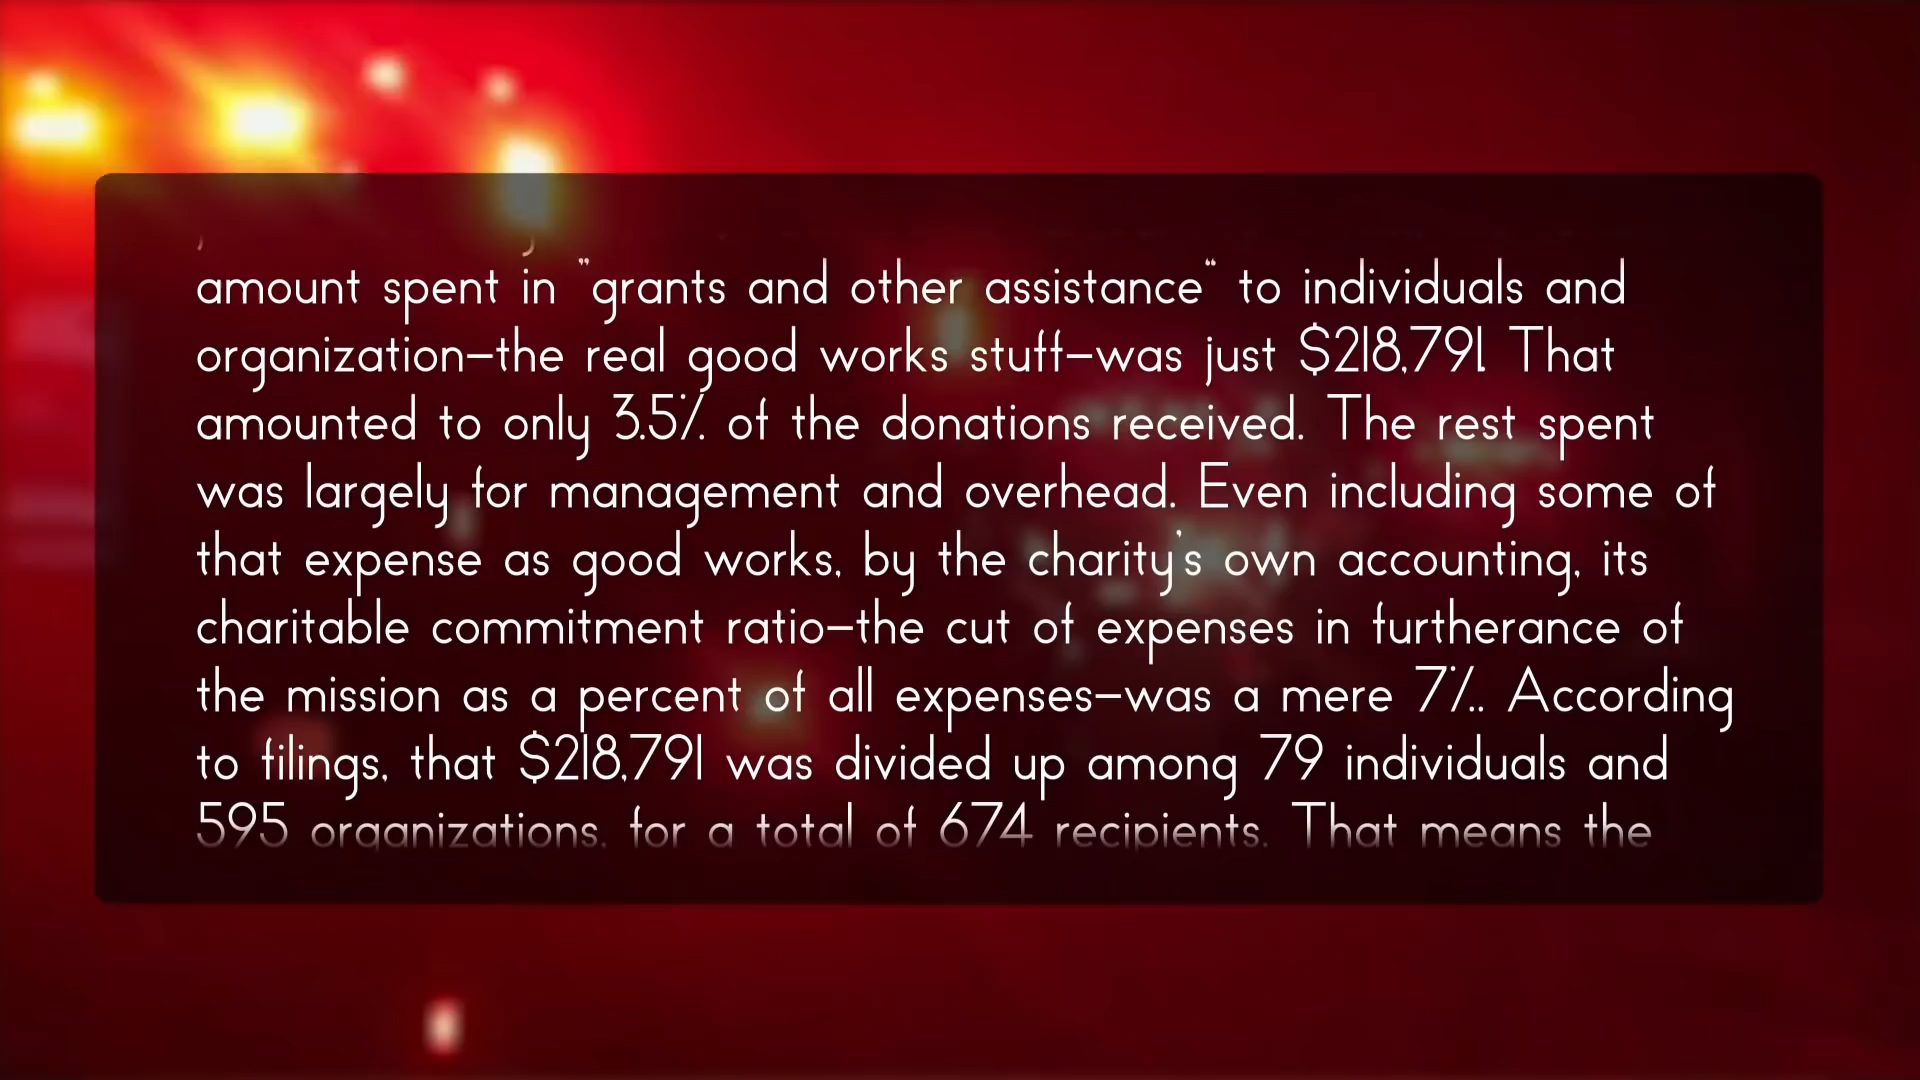 amount spent in "grants and other assistance" to individuals and
organization–the real good works stuff–was just $218,791. That
amounted to only 3.5% of the donations received. The rest spent
was largely for management and overhead. Even including some of
that expense as good works, by the charity's own accounting, its
charitable commitment ratio–the cut of expenses in furtherance of
the mission as a percent of all expenses–was a mere 7%.. According
to filings, that $218,791 was divided up among 79 individuals and
595 organizations, for a total of 674 recipients. That means the